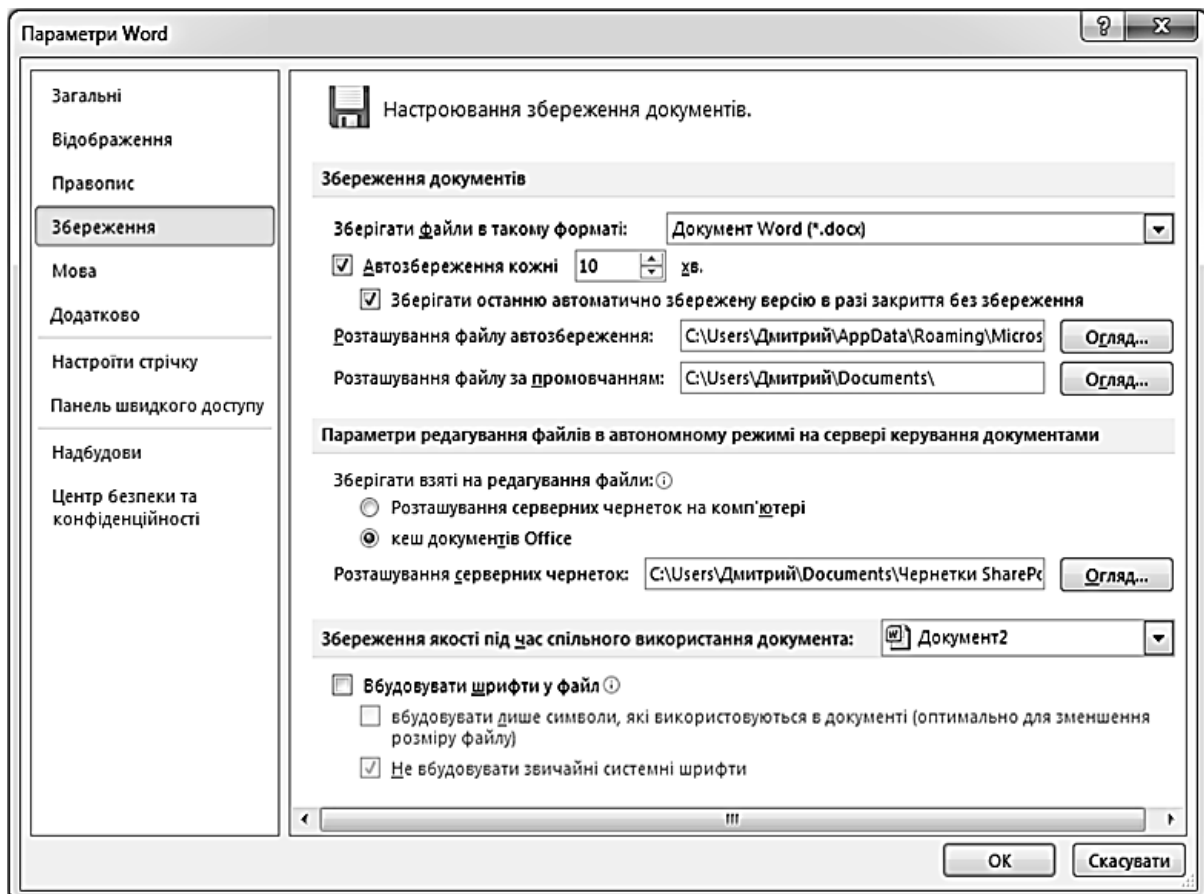 Параметри Word
Загальні
Відображення
Правопис
Збереження
Мова
Додатково
Настроїти стрічку
Панель швидкого доступу
Надбудови
Центр безпеки та
конфіденційності
Настроювання збереження документів.
Збереження документів
Зберігати файли в такому форматі: Документ Word (*.docx)
Автозбереження кожні 10 хв.
Зберігати останню автоматично збережену версію в разі закриття без збереження
Розташування файлу автозбереження: C:\Users\Дмитрий\AppData\Roaming\Micros Огляд...
Розташування файлу за промовчанням: C:\Users\Дмитрий\Documents\ Огляд...
Параметри редагування файлів в автономному режимі на сервері керування документами
Зберігати взяті на редагування файли:
Розташування серверних чернеток на комп'ютері
кеш документів Office
Розташування серверних чернеток: C:\Users\Дмитрий\Documents\Чернетки SharePo Огляд...
Збереження якості під час спільного використання документа: Документ2
Вбудовувати шрифти у файл
вбудовувати лише символи, які використовуються в документі (оптимально для зменшення
розміру файлу)
Не вбудовувати звичайні системні шрифти
ОК Скасувати